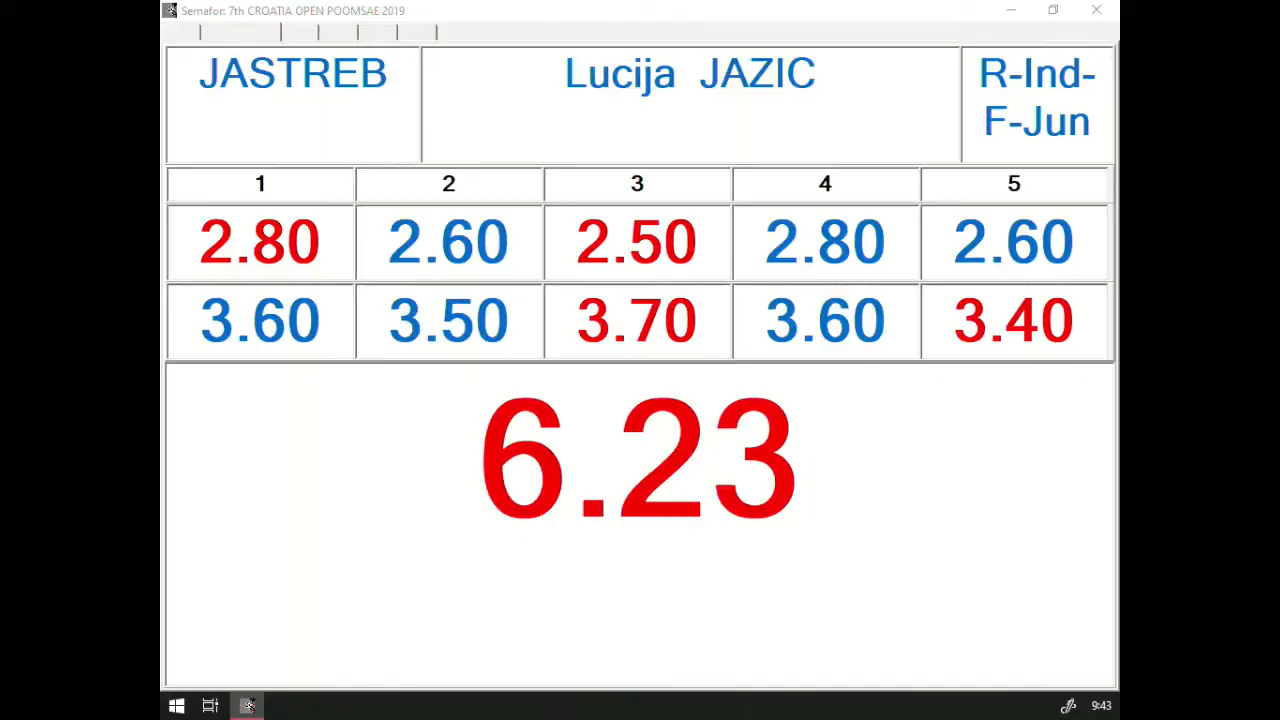 Semafor: 7th CROATIA OPEN POOMSAE 2019
JASTREB Lucija JAZIC R-Ind-
F-Jun
1 2 3 4 5
2.80 2.60 2.50 2.80 2.60
3.60 3.50 3.70 3.60 3.40
6.23
9:43